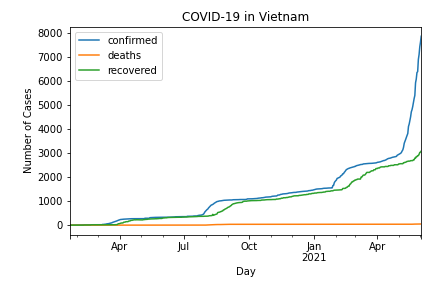 COVID-19 in Vietnam
Number of Cases
8000
7000
6000
5000
4000
3000
2000
1000
0
confirmed
deaths
recovered
Apr
Jul
Oct
Jan
2021
Apr
Day